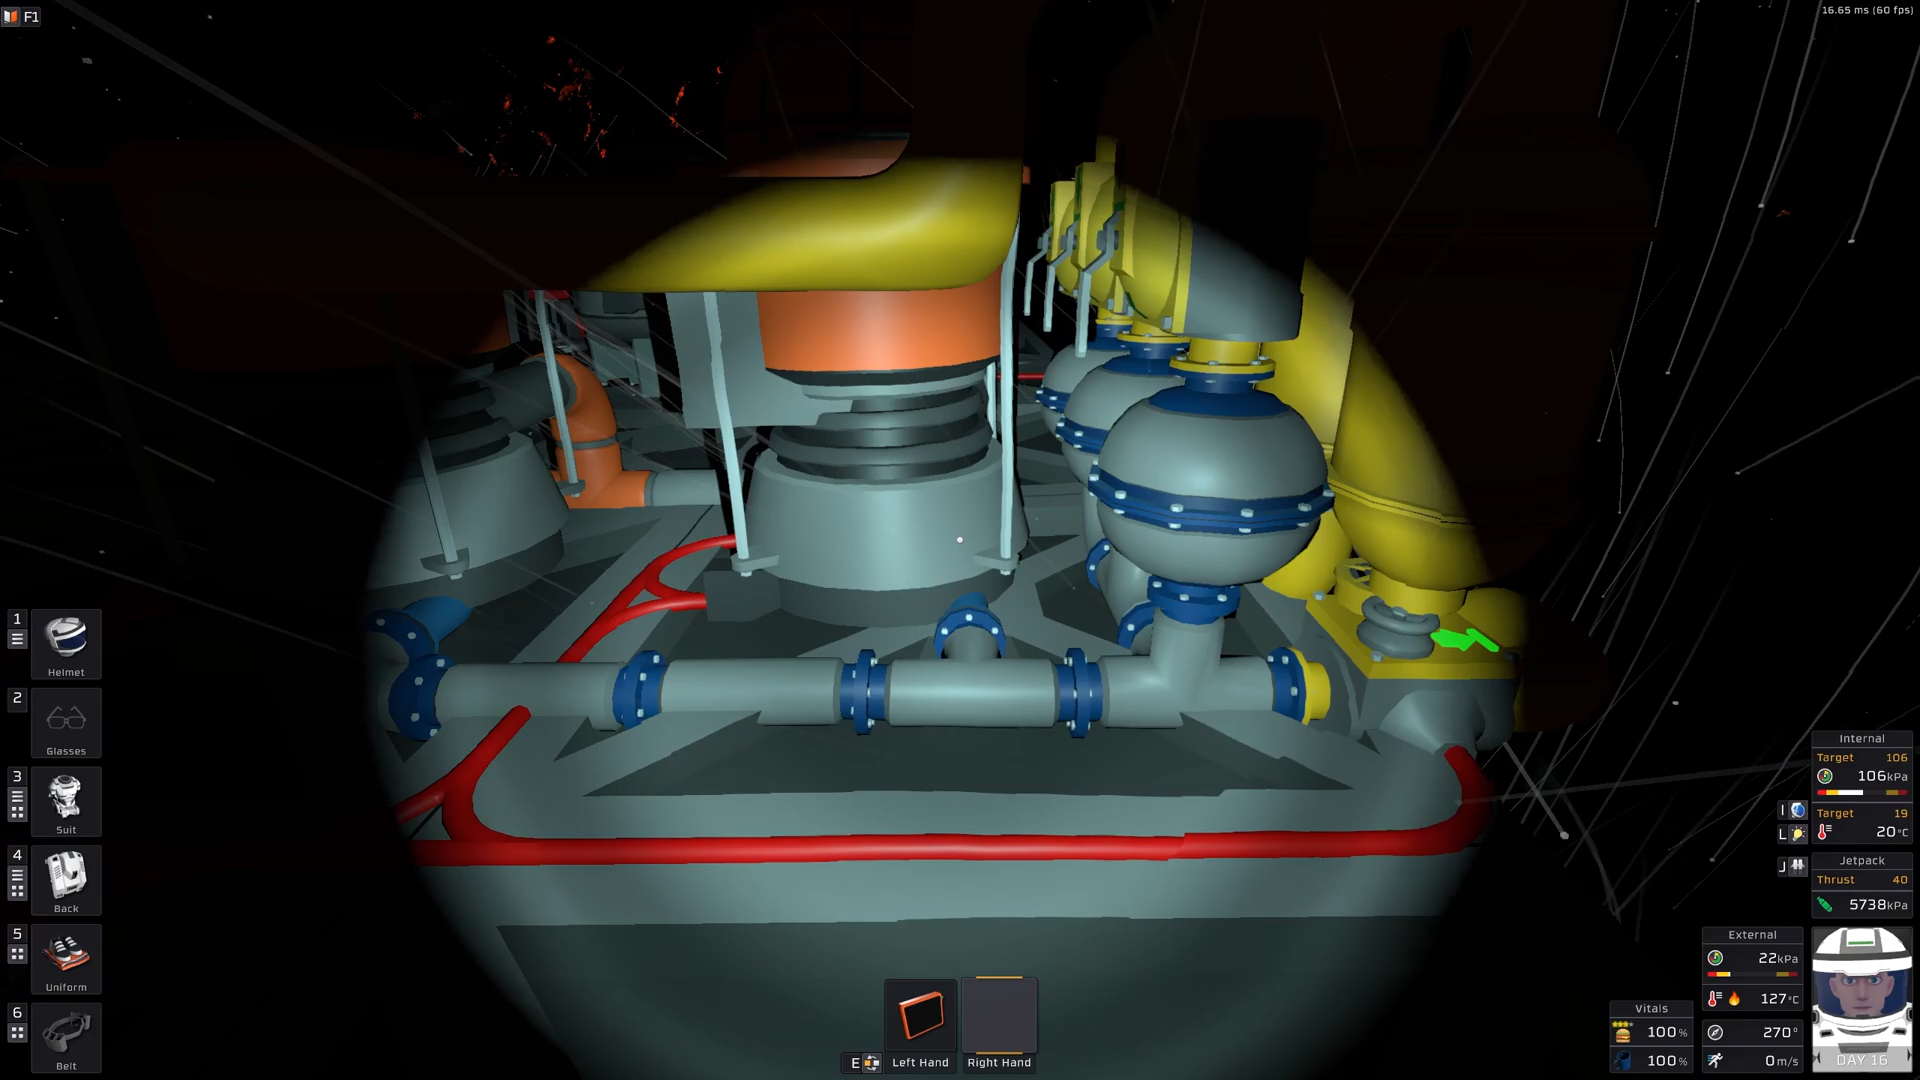 F1
16.65 ms (60 fps)
1
Helmet
2
Glasses
3
Suit
4
Back
5
Uniform
6
Belt
E
Left Hand
Right Hand
Internal
Target 106
106kPa
Target 19
20°C
I
L
J
Jetpack
Thrust 40
5738kPa
External
22kPa
127°C
270°
0m/s
Vitals
100%
100%
DAY 16